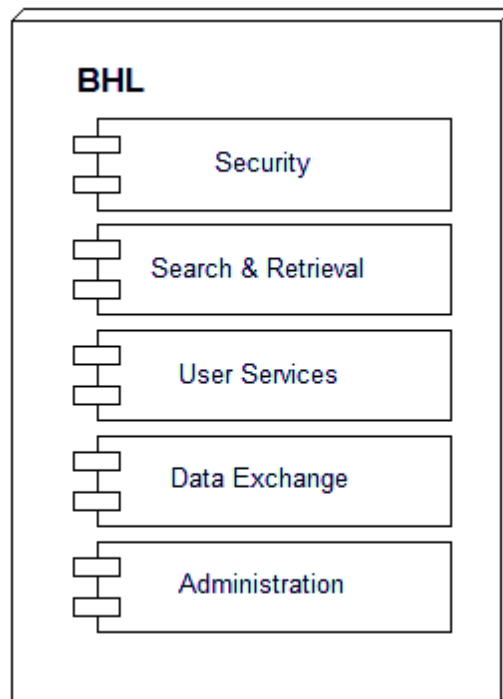 BHL
Security
Search & Retrieval
User Services
Data Exchange
Administration